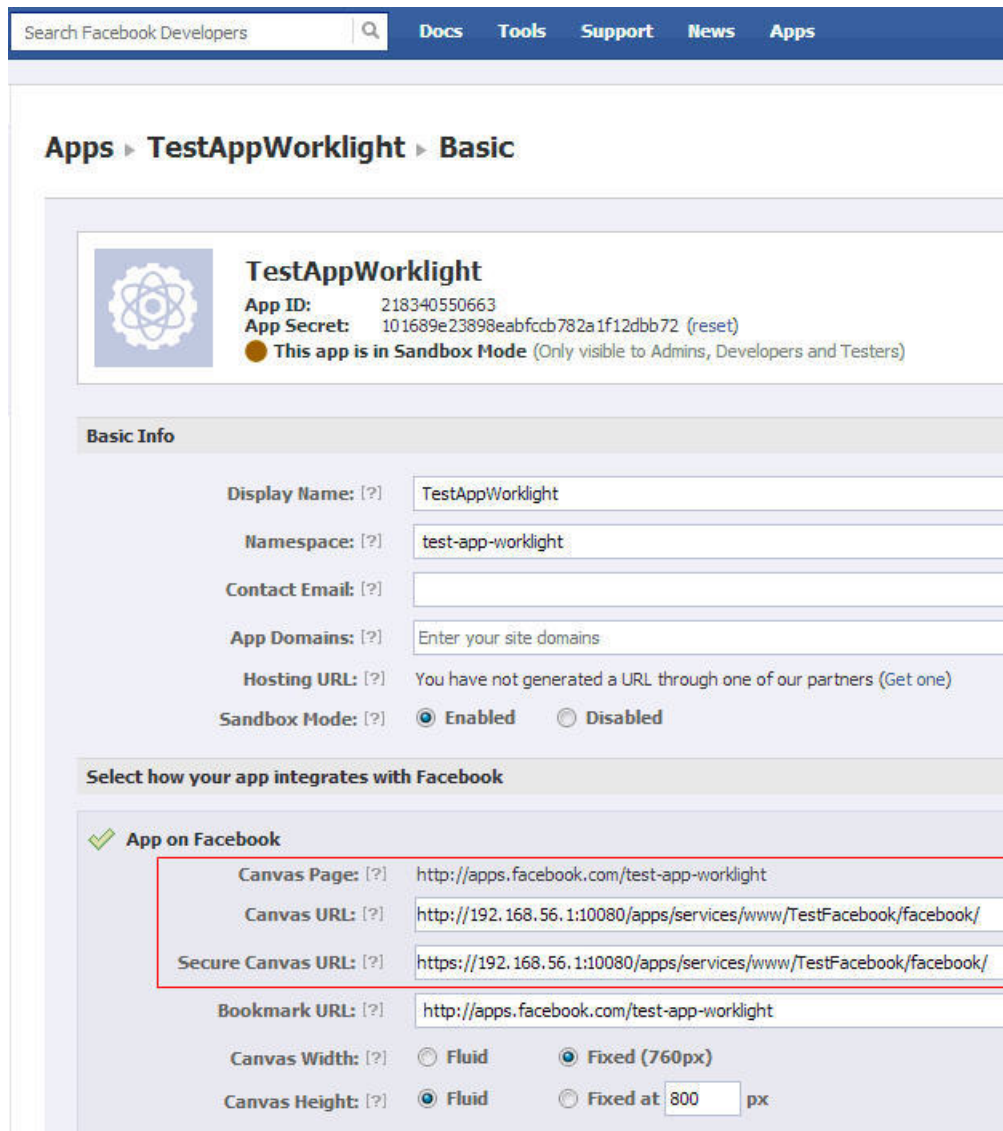 Search Facebook Developers
Docs Tools Support News Apps
Apps ▸ TestAppWorklight ▸ Basic
TestAppWorklight
App ID: 218340550663
App Secret: 101689e23898eabfccb782a1f12dbb72 (reset)
This app is in Sandbox Mode (Only visible to Admins, Developers and Testers)
Basic Info
Display Name: [?] TestAppWorklight
Namespace: [?] test-app-worklight
Contact Email: [?]
App Domains: [?] Enter your site domains
Hosting URL: [?] You have not generated a URL through one of our partners (Get one)
Sandbox Mode: [?] Enabled Disabled
Select how your app integrates with Facebook
App on Facebook
Canvas Page: [?] http://apps.facebook.com/test-app-worklight
Canvas URL: [?] http://192.168.56.1:10080/apps/services/www/TestFacebook/facebook/
Secure Canvas URL: [?] https://192.168.56.1:10080/apps/services/www/TestFacebook/facebook/
Bookmark URL: [?] http://apps.facebook.com/test-app-worklight
Canvas Width: [?] Fluid Fixed (760px)
Canvas Height: [?] Fluid Fixed at 800 px